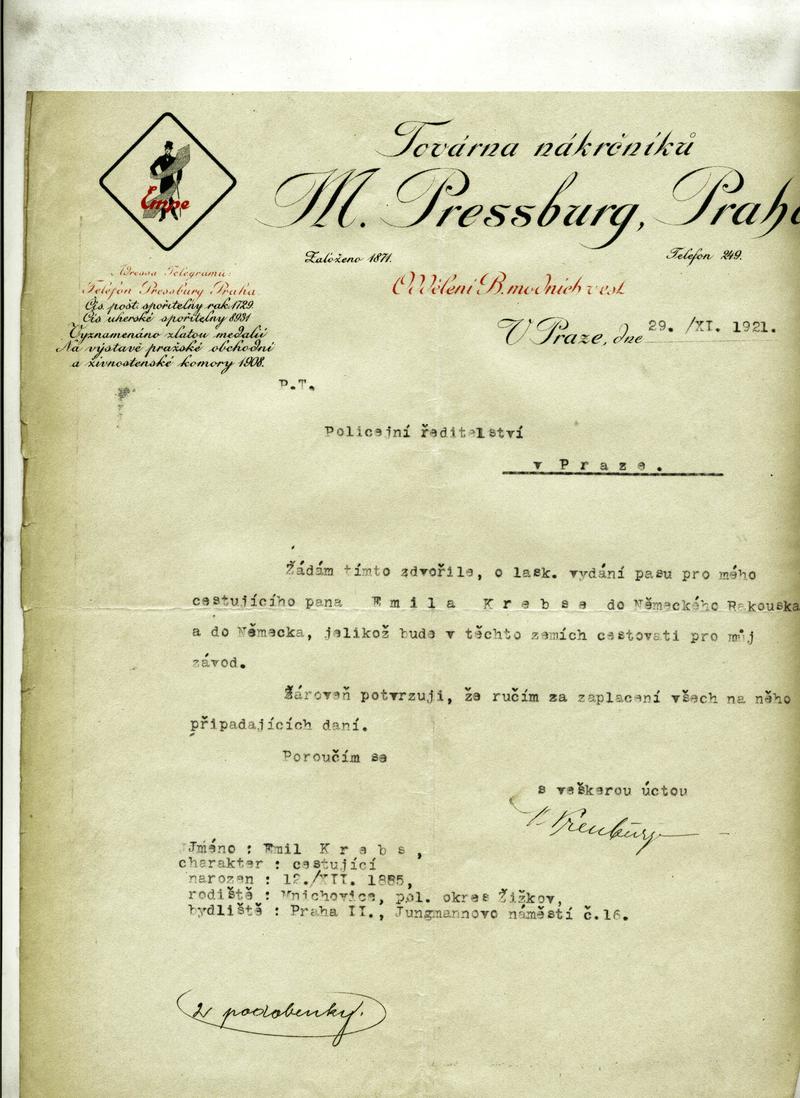 Empe
Továrna nákrčníků
M. Pressburg, Praha
Založeno 1871.
Telefon 249.
Adressa Telegramů:
Telefon Pressburg Praha
Čís. pošt. spořitelny rak. 1729.
Čís. uherské spořitelny 8931
Vyznamenáno zlatou medailí
Na výstavě pražské obchodní
a živnostenské komory 1908.
Oddělení B. modních vest.
V Praze, dne 29. /XI. 1921.
P.T.
Policejní ředitelství
v Praze.
Žádám tímto zdvořile, o lask. vydání pasu pro mého
cestujícího pana Emila Krebse do Německého Rakouska
a do Německa, jelikož bude v těchto zemích cestovati pro můj
závod.
Žároveň potvrzuji, že ručím za zaplacení všech na něho
připadajících daní.
Poroučím se
s veškerou úctou
Jméno : Emil Krebs,
charakter : cestující
narozen : 12./XII. 1885,
rodiště : Mnichovice, pol. okres Žižkov,
bydliště : Praha II., Jungmannovo náměstí č.16.
2 podobenky.